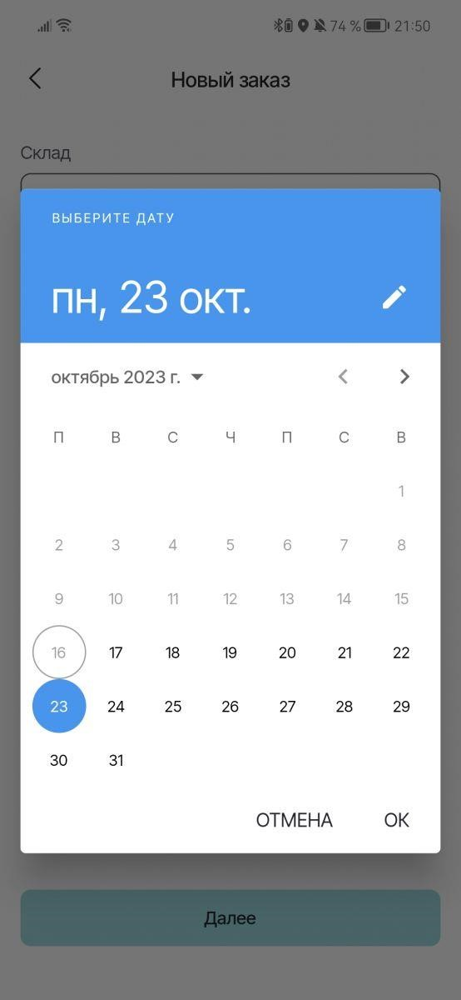 74 % 21:50
Новый заказ
Склад
ВЫБЕРИТЕ ДАТУ
пн, 23 окт.
октябрь 2023 г.
П В С Ч П С В
1
2 3 4 5 6 7 8
9 10 11 12 13 14 15
16 17 18 19 20 21 22
23 24 25 26 27 28 29
30 31
ОТМЕНА ОК
Далее